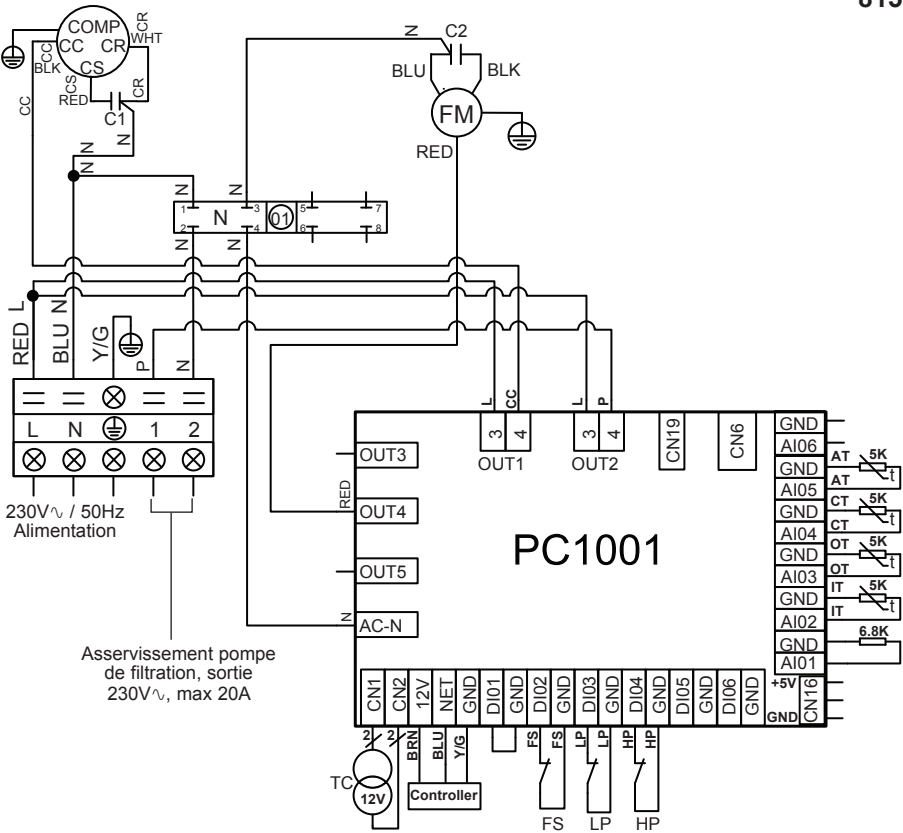 COMP
CC
CR
CS
CR
WHT
CC
BLK
CS
RED
CR
C1
CC
N
N
N
N
C2
BLU
BLK
FM
RED
N
N
1
2
N
3
4
01
5
6
7
8
N
N
RED L
BLU N
Y/G
P
N
L
N
1
2
230V∿ / 50Hz
Alimentation
Asservissement pompe
de filtration, sortie
230V∿, max 20A
L
CC
3
4
OUT1
L
P
3
4
OUT2
CN19
CN6
OUT3
RED
OUT4
OUT5
N
AC-N
PC1001
GND
AI06
GND
AI05
GND
AI04
GND
AI03
GND
AI02
GND
AI01
AT
5K
t
AT
CT
5K
t
CT
OT
5K
t
OT
IT
5K
t
IT
6.8K
+5V
CN16
GND
CN1
CN2
12V
NET
GND
DI01
GND
DI02
GND
DI03
GND
DI04
GND
DI05
GND
DI06
GND
2
2
BRN
BLU
Y/G
FS
FS
LP
LP
HP
HP
TC
12V
Controller
FS
LP
HP